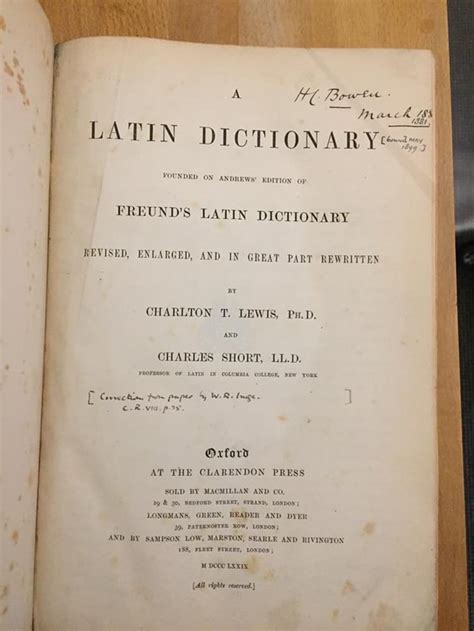 A
H.C. Bowen.
March 188
1881.
LATIN DICTIONARY
1899]
FOUNDED ON ANDREWS' EDITION OF
FREUND'S LATIN DICTIONARY
REVISED, ENLARGED, AND IN GREAT PART REWRITTEN
BY
CHARLTON T. LEWIS, PH.D.
AND
CHARLES SHORT, LL.D.
PROFESSOR OF LATIN IN COLUMBIA COLLEGE, NEW YORK
[Corrections from paper by W.R. Inge.
C.R. VIII. p.25.
Oxford
AT THE CLARENDON PRESS
SOLD BY MACMILLAN AND CO.
29 & 30, BEDFORD STREET, STRAND, LONDON;
LONGMANS, GREEN, READER AND DYER
39, PATERNOSTER ROW, LONDON;
AND BY SAMPSON LOW, MARSTON, SEARLE AND RIVINGTON
188, FLEET STREET, LONDON;
M DCCC LXXIX
[All rights reserved.]